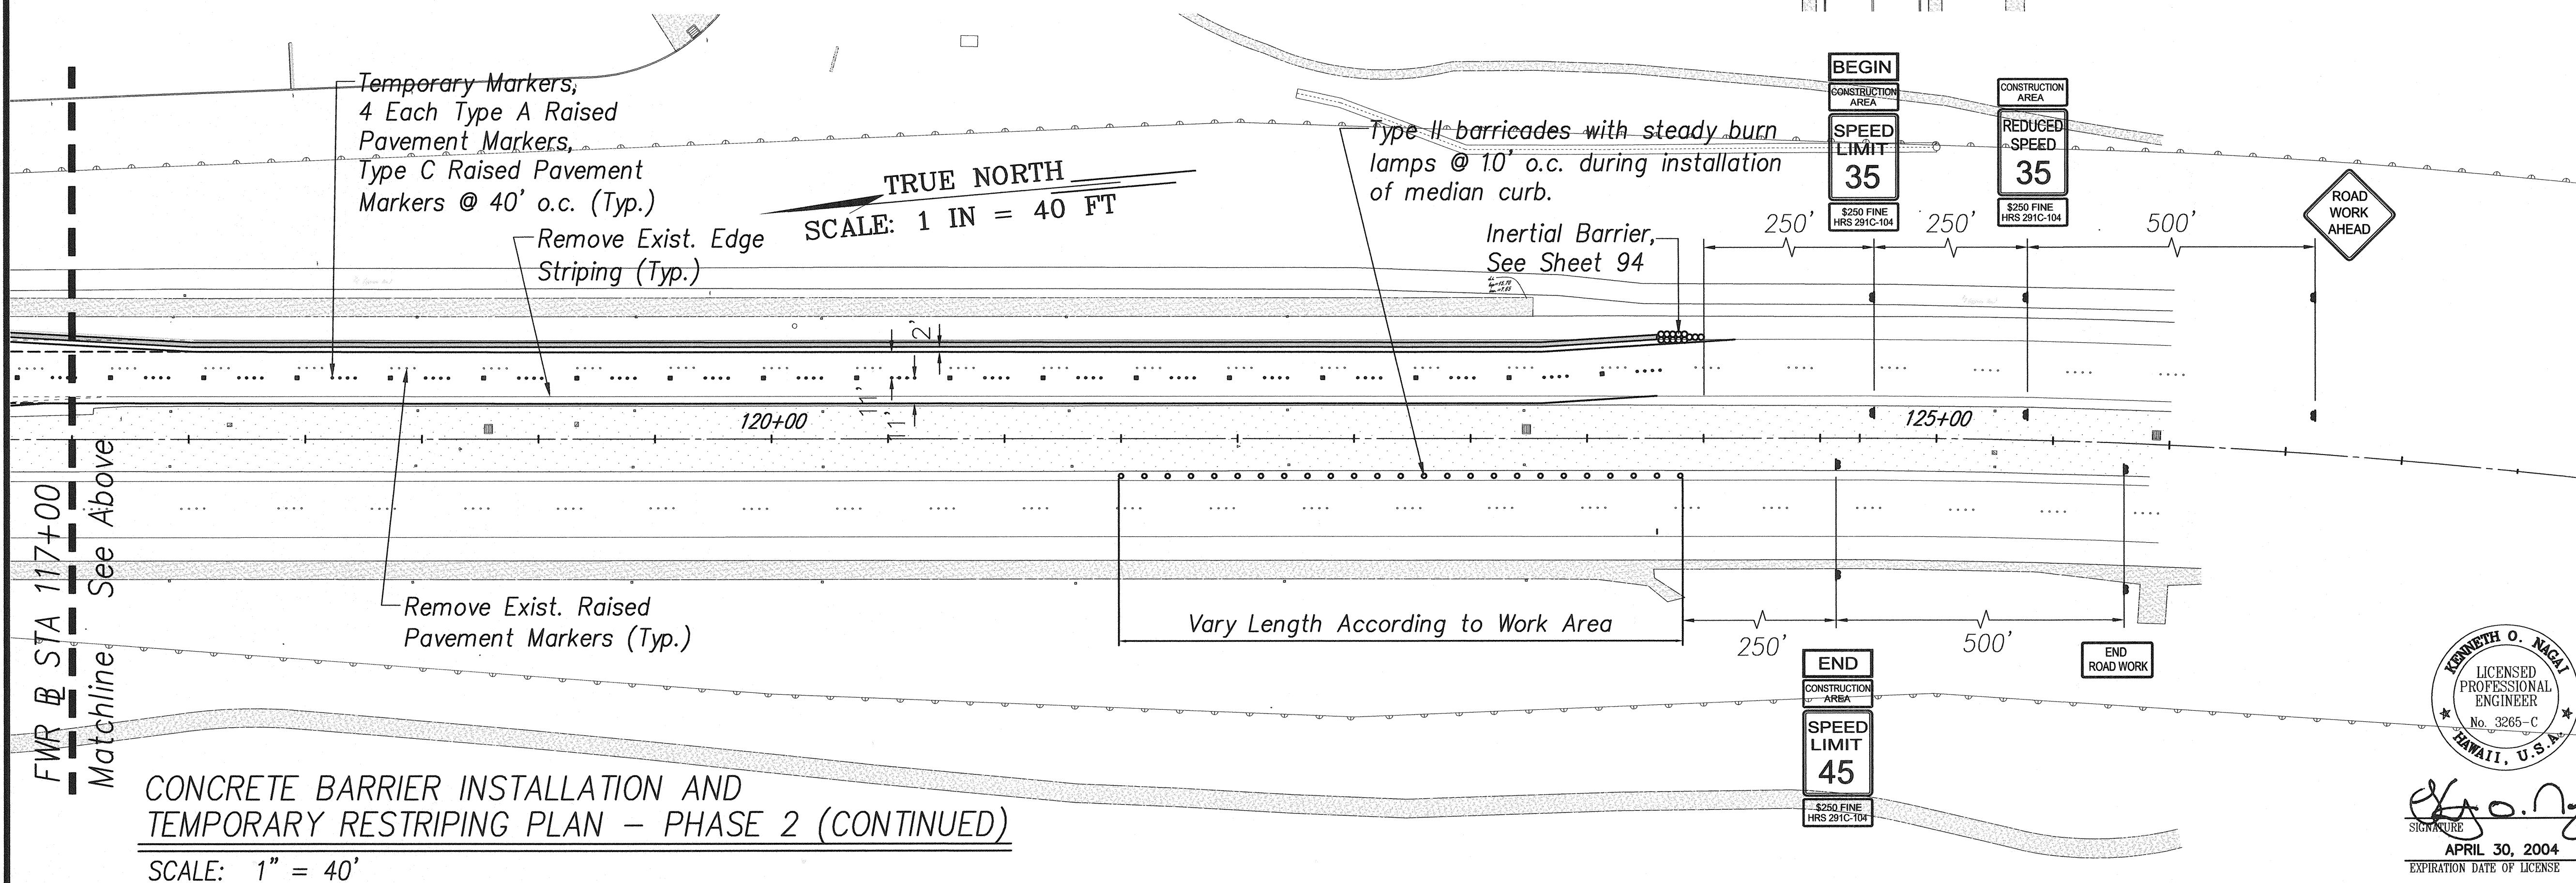 Temporary Markers,
4 Each Type A Raised
Pavement Markers,
Type C Raised Pavement
Markers @ 40' o.c. (Typ.)
Remove Exist. Edge
Striping (Typ.)
TRUE NORTH
SCALE: 1 IN = 40 FT
Type II barricades with steady burn
lamps @ 10' o.c. during installation
of median curb.
Inertial Barrier,
See Sheet 94
BEGIN
CONSTRUCTION
AREA
SPEED
LIMIT
35
$250 FINE
HRS 291C-104
CONSTRUCTION
AREA
REDUCED
SPEED
35
$250 FINE
HRS 291C-104
ROAD
WORK
AHEAD
250'
250'
500'
2'
11'
11'
120+00
125+00
FWR BL STA 117+00
Matchline See Above
Remove Exist. Raised
Pavement Markers (Typ.)
Vary Length According to Work Area
250'
500'
END
CONSTRUCTION
AREA
SPEED
LIMIT
45
$250 FINE
HRS 291C-104
END
ROAD WORK
CONCRETE BARRIER INSTALLATION AND
TEMPORARY RESTRIPING PLAN – PHASE 2 (CONTINUED)
SCALE: 1" = 40'
KENNETH O. NAGAI
LICENSED
PROFESSIONAL
ENGINEER
No. 3265-C
HAWAII, U.S.A.
SIGNATURE
APRIL 30, 2004
EXPIRATION DATE OF LICENSE